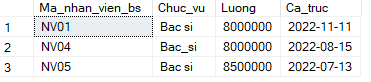 Ma_nhan_vien_bs Chuc_vu Luong Ca_truc
1 NV01 Bac si 8000000 2022-11-11
2 NV04 Bac_si 8000000 2022-08-15
3 NV05 Bac si 8500000 2022-07-13